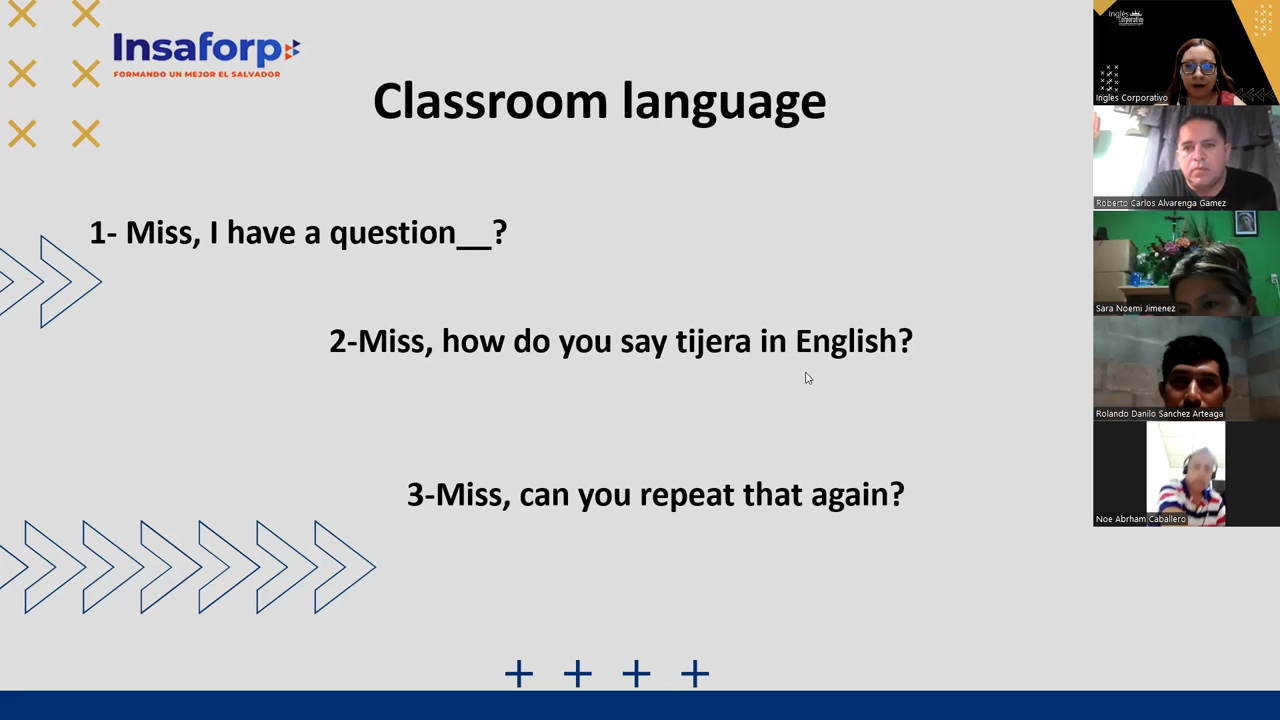 Insaforp
FORMANDO UN MEJOR EL SALVADOR
Classroom language
1- Miss, I have a question__?
2-Miss, how do you say tijera in English?
3-Miss, can you repeat that again?
Inglés
Corporativo
Ingles Corporativo
Roberto Carlos Alvarenga Gamez
Sara Noemi Jimenez
Rolando Danilo Sanchez Arteaga
Noe Abrham Caballero